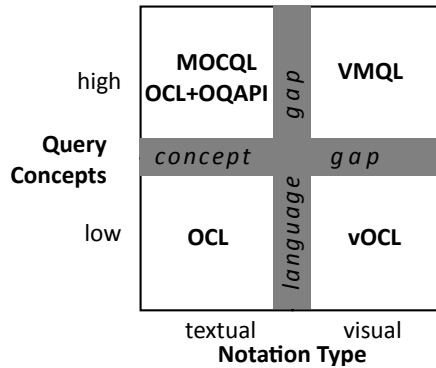 MOCQL
OCL+OQAPI
VMQL
high
Query
Concepts
concept gap
language gap
low
OCL
vOCL
textual
visual
Notation Type